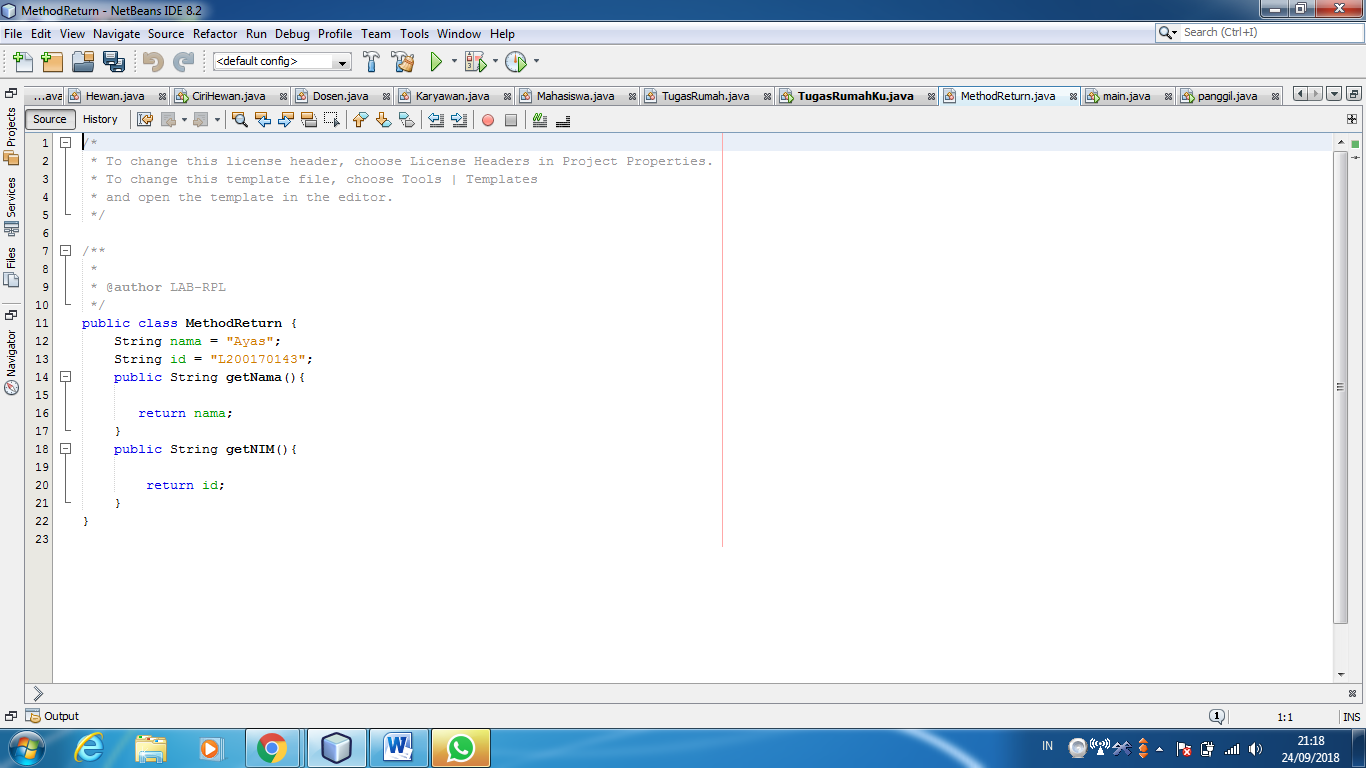 MethodReturn - NetBeans IDE 8.2
File Edit View Navigate Source Refactor Run Debug Profile Team Tools Window Help
Search (Ctrl+I)
<default config>
...ava Hewan.java CiriHewan.java Dosen.java Karyawan.java Mahasiswa.java TugasRumah.java TugasRumahKu.java MethodReturn.java main.java panggil.java
Source History
Projects
Services
Files
Navigator
1 /*
2 * To change this license header, choose License Headers in Project Properties.
3 * To change this template file, choose Tools | Templates
4 * and open the template in the editor.
5 */
6
7 /**
8 *
9 * @author LAB-RPL
10 */
11 public class MethodReturn {
12 String nama = "Ayas";
13 String id = "L200170143";
14 public String getNama(){
15
16 return nama;
17 }
18 public String getNIM(){
19
20 return id;
21 }
22 }
23
Output
1
1:1 INS
IN
21:18
24/09/2018